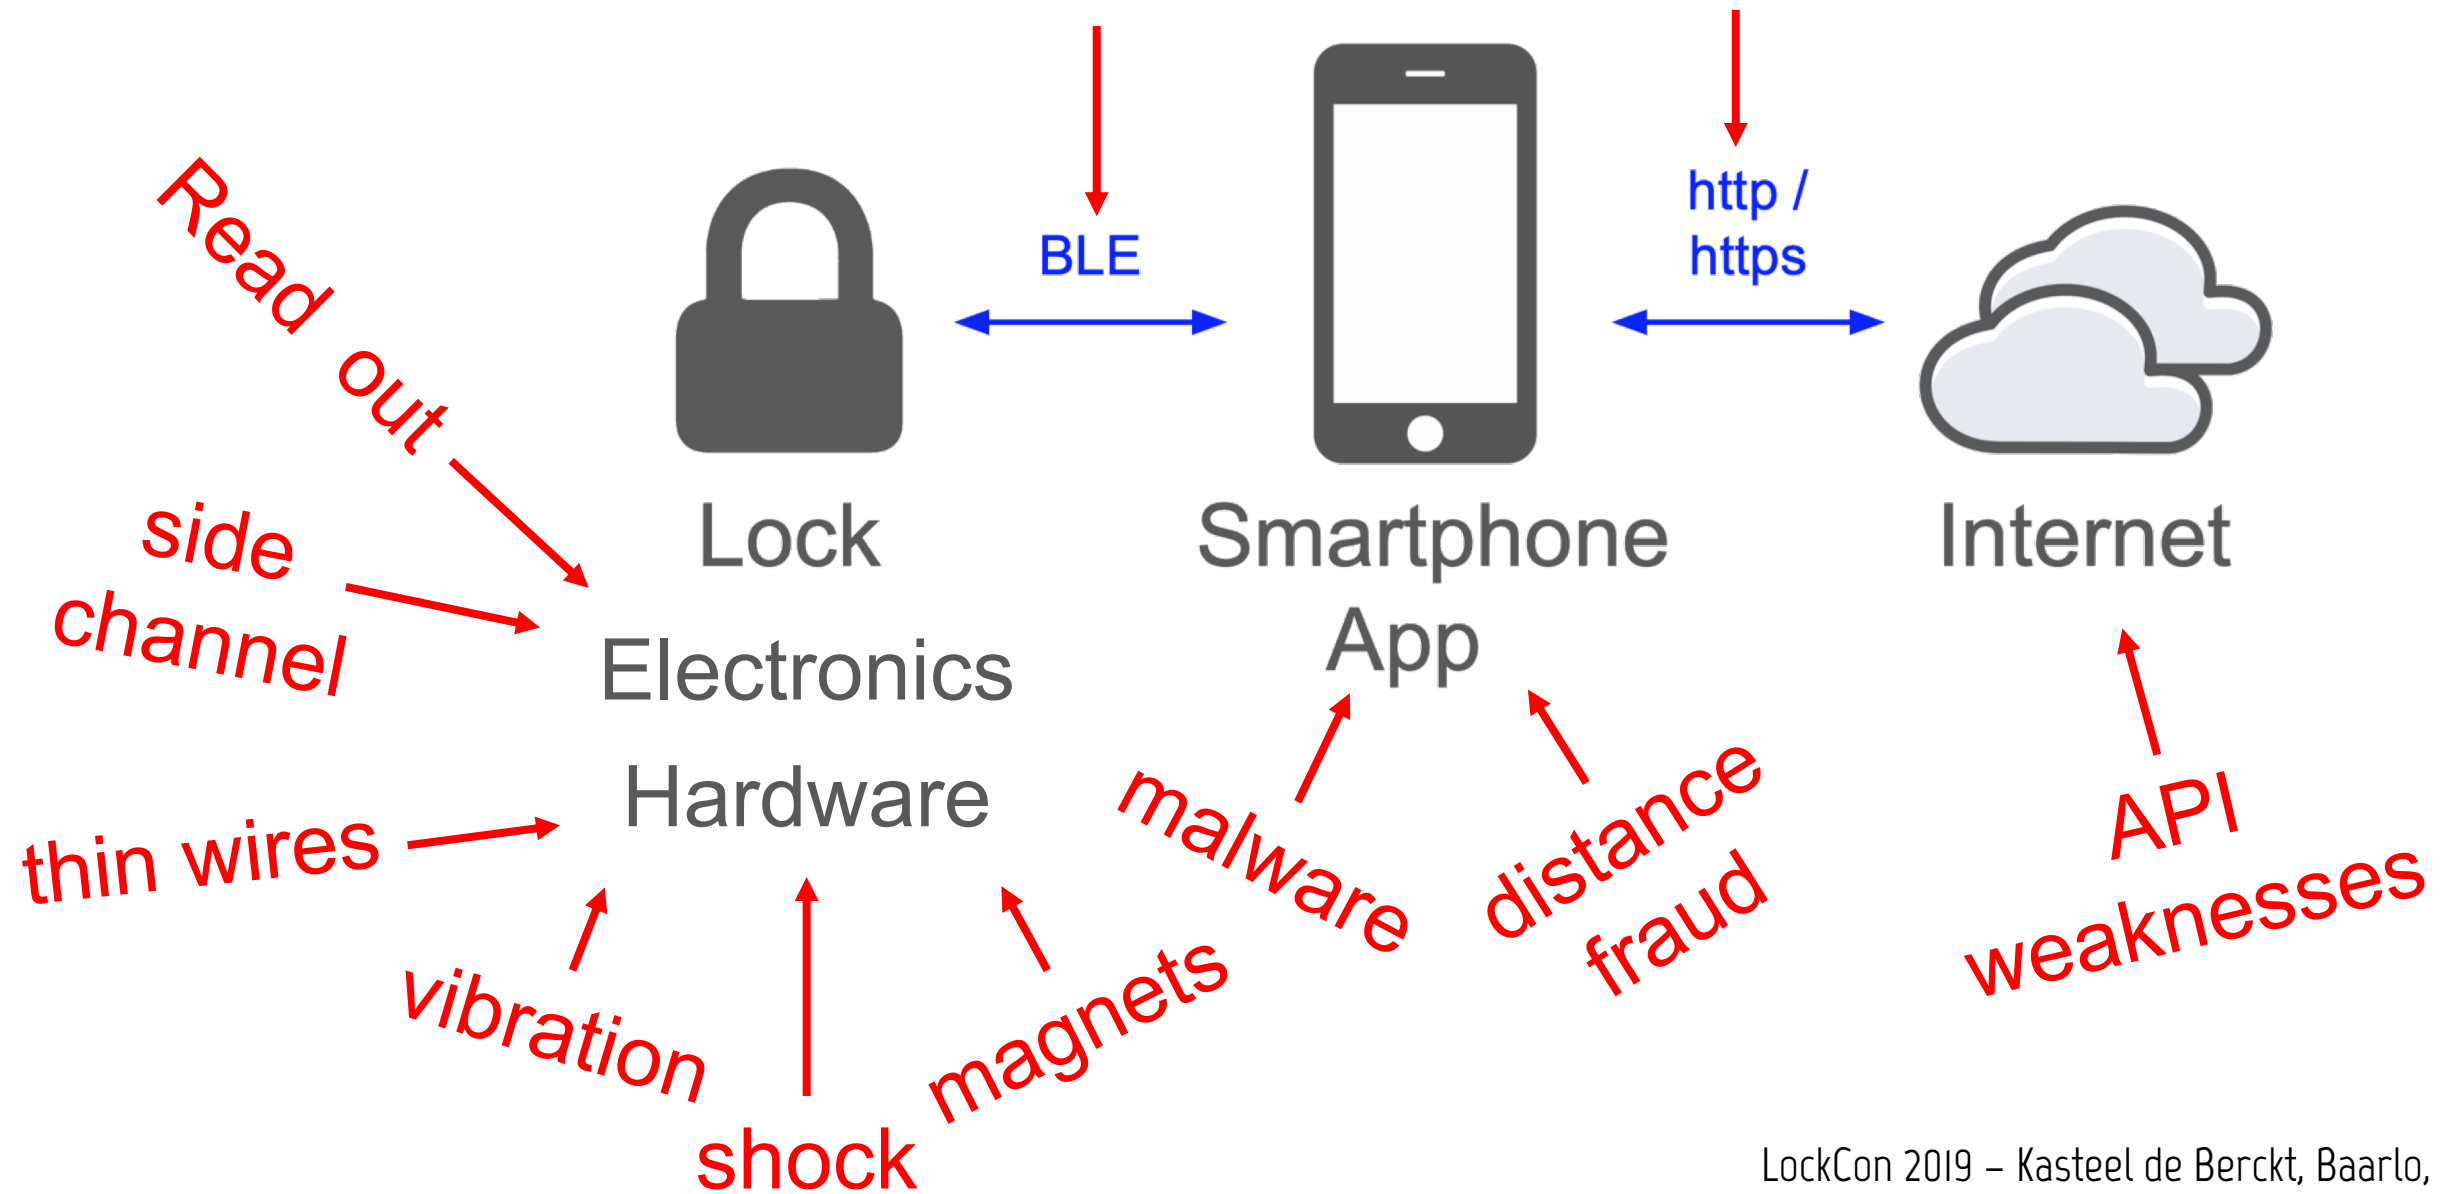 http /
BLE
https
Read out
Lock
Smartphone
App
Internet
side
channel
Electronics
Hardware
thin wires
vibration
shock
magnets
malware
distance
fraud
API
weaknesses
LockCon 2019 – Kasteel de Berckt, Baarlo,